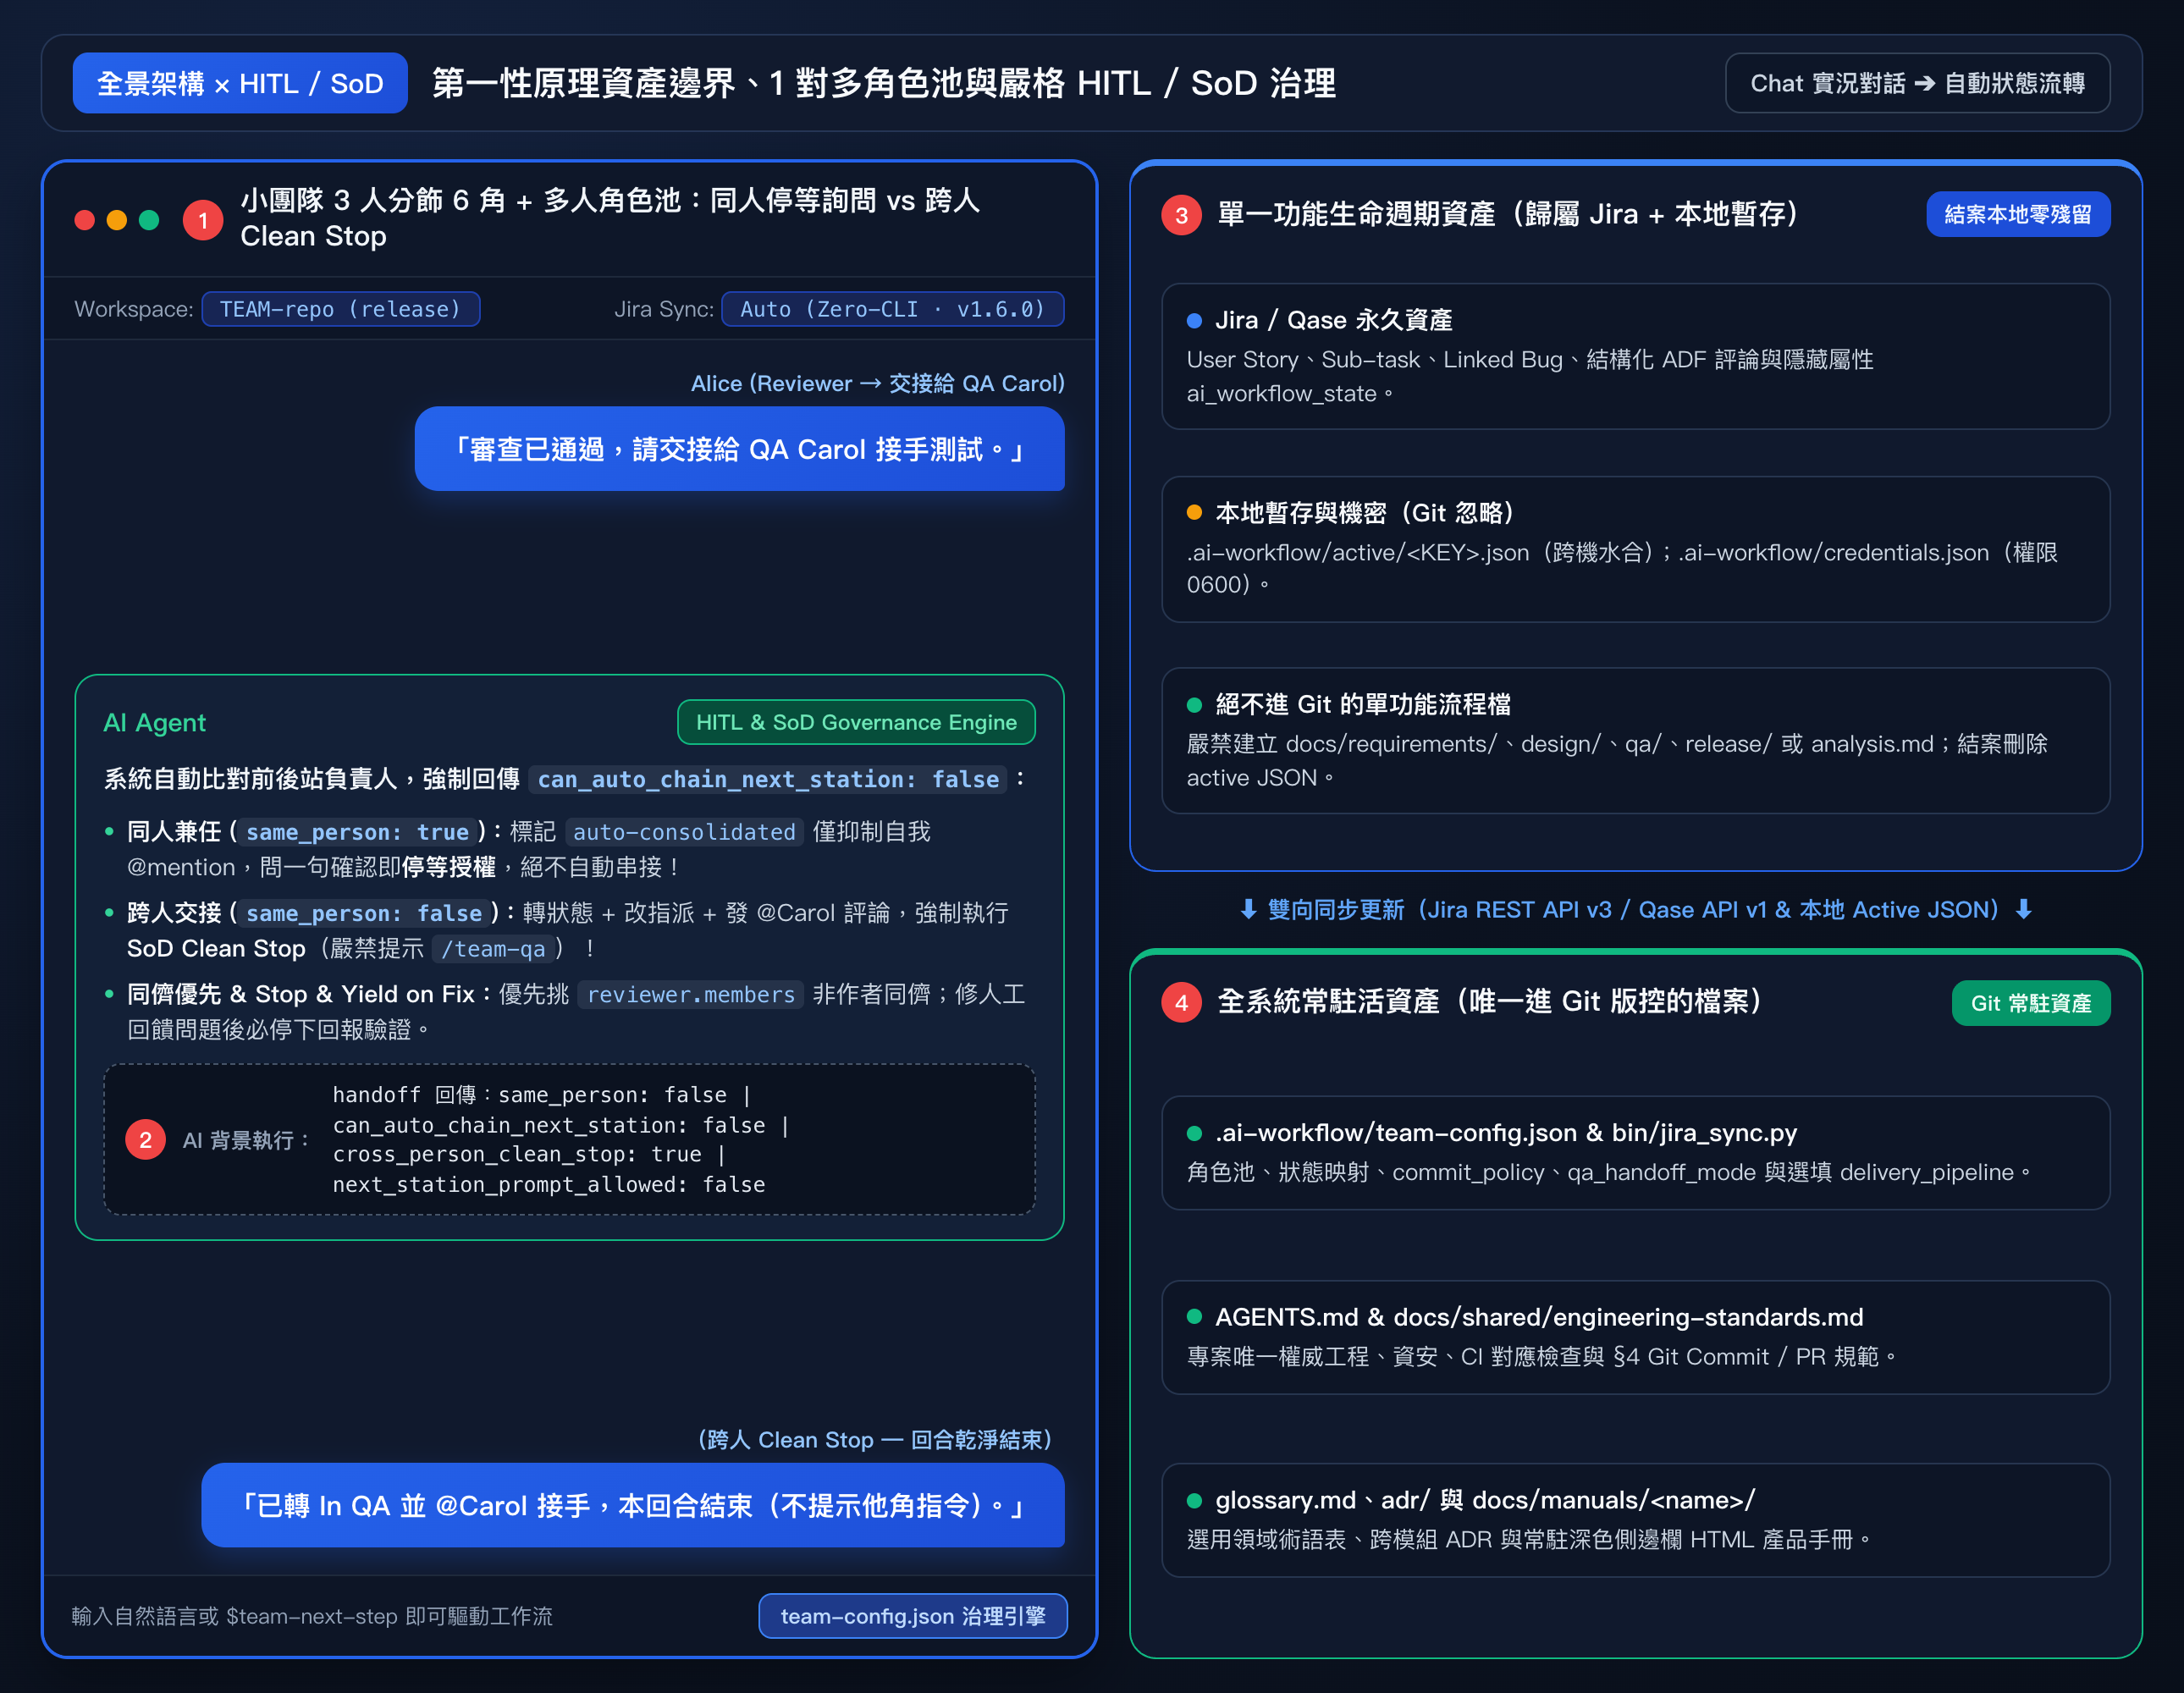 全景架構 × HITL / SoD
第一性原理資產邊界、1 對多角色池與嚴格 HITL / SoD 治理
Chat 實況對話 ➔ 自動狀態流轉
1
小團隊 3 人分飾 6 角 + 多人角色池：同人停等詢問 vs 跨人
Clean Stop
Workspace: TEAM-repo (release)
Jira Sync: Auto (Zero-CLI · v1.6.0)
Alice (Reviewer → 交接給 QA Carol)
「審查已通過，請交接給 QA Carol 接手測試。」
AI Agent
HITL & SoD Governance Engine
系統自動比對前後站負責人，強制回傳 can_auto_chain_next_station: false：
• 同人兼任 (same_person: true)：標記 auto-consolidated 僅抑制自我
@mention，問一句確認即停等授權，絕不自動串接！
• 跨人交接 (same_person: false)：轉狀態 + 改指派 + 發 @Carol 評論，強制執行
SoD Clean Stop（嚴禁提示 /team-qa）！
• 同儕優先 & Stop & Yield on Fix：優先挑 reviewer.members 非作者同儕；修人工
回饋問題後必停下回報驗證。
2
AI 背景執行：
handoff 回傳：same_person: false |
can_auto_chain_next_station: false |
cross_person_clean_stop: true |
next_station_prompt_allowed: false
(跨人 Clean Stop — 回合乾淨結束)
「已轉 In QA 並 @Carol 接手，本回合結束（不提示他角指令）。」
輸入自然語言或 $team-next-step 即可驅動工作流
team-config.json 治理引擎
3
單一功能生命週期資產（歸屬 Jira + 本地暫存）
結案本地零殘留
Jira / Qase 永久資產
User Story、Sub-task、Linked Bug、結構化 ADF 評論與隱藏屬性
ai_workflow_state。
本地暫存與機密（Git 忽略）
.ai-workflow/active/<KEY>.json（跨機水合）；.ai-workflow/credentials.json（權限
0600）。
絕不進 Git 的單功能流程檔
嚴禁建立 docs/requirements/、design/、qa/、release/ 或 analysis.md；結案刪除
active JSON。
⬇ 雙向同步更新（Jira REST API v3 / Qase API v1 & 本地 Active JSON）⬇
4
全系統常駐活資產（唯一進 Git 版控的檔案）
Git 常駐資產
.ai-workflow/team-config.json & bin/jira_sync.py
角色池、狀態映射、commit_policy、qa_handoff_mode 與選填 delivery_pipeline。
AGENTS.md & docs/shared/engineering-standards.md
專案唯一權威工程、資安、CI 對應檢查與 §4 Git Commit / PR 規範。
glossary.md、adr/ 與 docs/manuals/<name>/
選用領域術語表、跨模組 ADR 與常駐深色側邊欄 HTML 產品手冊。